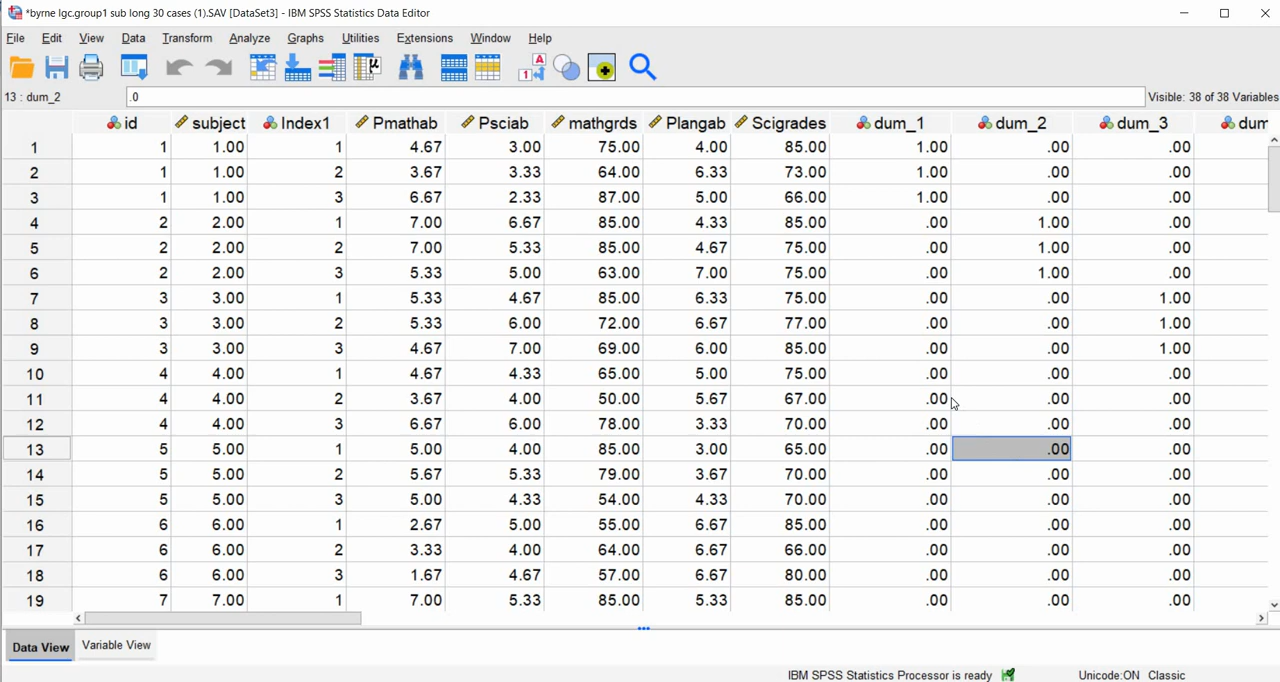 *byrne lgc.group1 sub long 30 cases (1).SAV [DataSet3] - IBM SPSS Statistics Data Editor
File Edit View Data Transform Analyze Graphs Utilities Extensions Window Help
A
1
μ
13 : dum_2 .0 Visible: 38 of 38 Variables
id subject Index1 Pmathab Psciab mathgrds Plangab Scigrades dum_1 dum_2 dum_3 dum
1 1 1.00 1 4.67 3.00 75.00 4.00 85.00 1.00 .00 .00
2 1 1.00 2 3.67 3.33 64.00 6.33 73.00 1.00 .00 .00
3 1 1.00 3 6.67 2.33 87.00 5.00 66.00 1.00 .00 .00
4 2 2.00 1 7.00 6.67 85.00 4.33 85.00 .00 1.00 .00
5 2 2.00 2 7.00 5.33 85.00 4.67 75.00 .00 1.00 .00
6 2 2.00 3 5.33 5.00 63.00 7.00 75.00 .00 1.00 .00
7 3 3.00 1 5.33 4.67 85.00 6.33 75.00 .00 .00 1.00
8 3 3.00 2 5.33 6.00 72.00 6.67 77.00 .00 .00 1.00
9 3 3.00 3 4.67 7.00 69.00 6.00 85.00 .00 .00 1.00
10 4 4.00 1 4.67 4.33 65.00 5.00 75.00 .00 .00 .00
11 4 4.00 2 3.67 4.00 50.00 5.67 67.00 .00 .00 .00
12 4 4.00 3 6.67 6.00 78.00 3.33 70.00 .00 .00 .00
13 5 5.00 1 5.00 4.00 85.00 3.00 65.00 .00 .00 .00
14 5 5.00 2 5.67 5.33 79.00 3.67 70.00 .00 .00 .00
15 5 5.00 3 5.00 4.33 54.00 4.33 70.00 .00 .00 .00
16 6 6.00 1 2.67 5.00 55.00 6.67 85.00 .00 .00 .00
17 6 6.00 2 3.33 4.00 64.00 6.67 66.00 .00 .00 .00
18 6 6.00 3 1.67 4.67 57.00 6.67 80.00 .00 .00 .00
19 7 7.00 1 7.00 5.33 85.00 5.33 85.00 .00 .00 .00
Data View Variable View
IBM SPSS Statistics Processor is ready Unicode:ON Classic